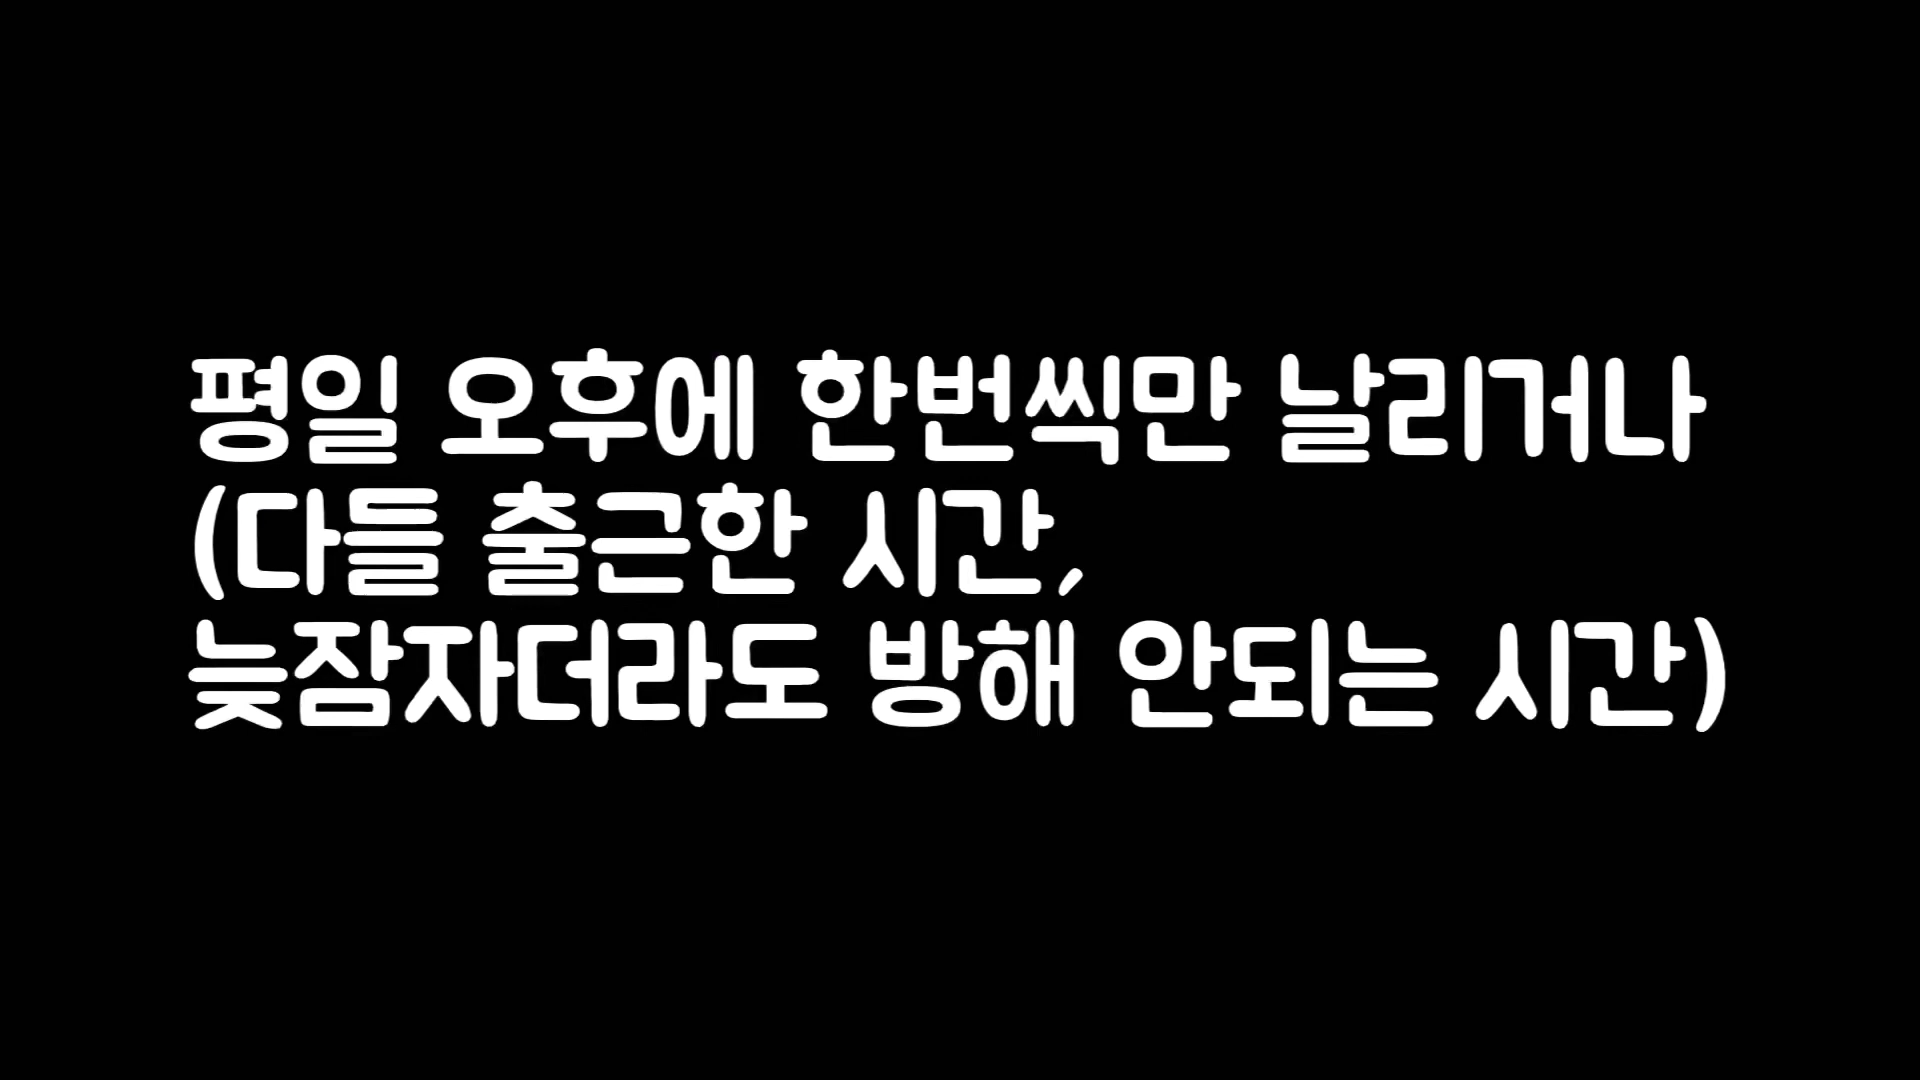 평일 오후에 한번씩만 날리거나
(다들 출근한 시간,
늦잠자더라도 방해 안되는 시간)